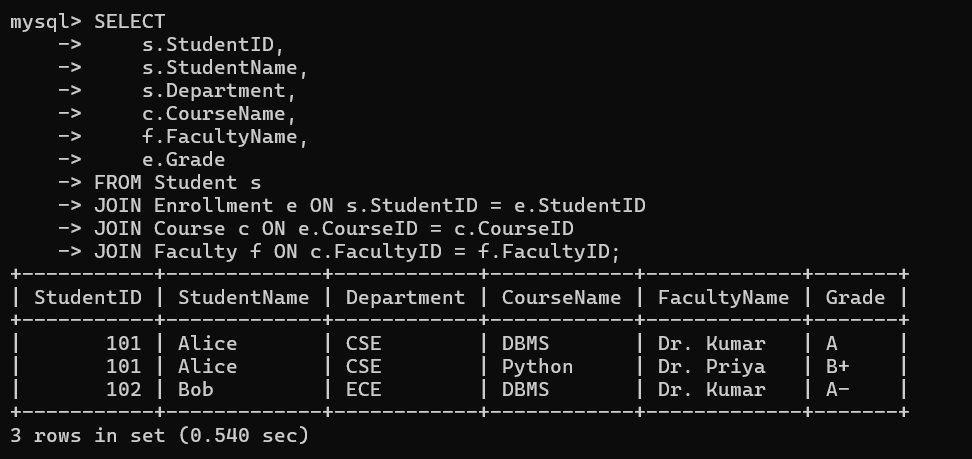 mysql> SELECT
    ->     s.StudentID,
    ->     s.StudentName,
    ->     s.Department,
    ->     c.CourseName,
    ->     f.FacultyName,
    ->     e.Grade
    -> FROM Student s
    -> JOIN Enrollment e ON s.StudentID = e.StudentID
    -> JOIN Course c ON e.CourseID = c.CourseID
    -> JOIN Faculty f ON c.FacultyID = f.FacultyID;
+-----------+-------------+------------+------------+-------------+-------+
| StudentID | StudentName | Department | CourseName | FacultyName | Grade |
+-----------+-------------+------------+------------+-------------+-------+
|       101 | Alice       | CSE        | DBMS       | Dr. Kumar   | A     |
|       101 | Alice       | CSE        | Python     | Dr. Priya   | B+    |
|       102 | Bob         | ECE        | DBMS       | Dr. Kumar   | A-    |
+-----------+-------------+------------+------------+-------------+-------+
3 rows in set (0.540 sec)